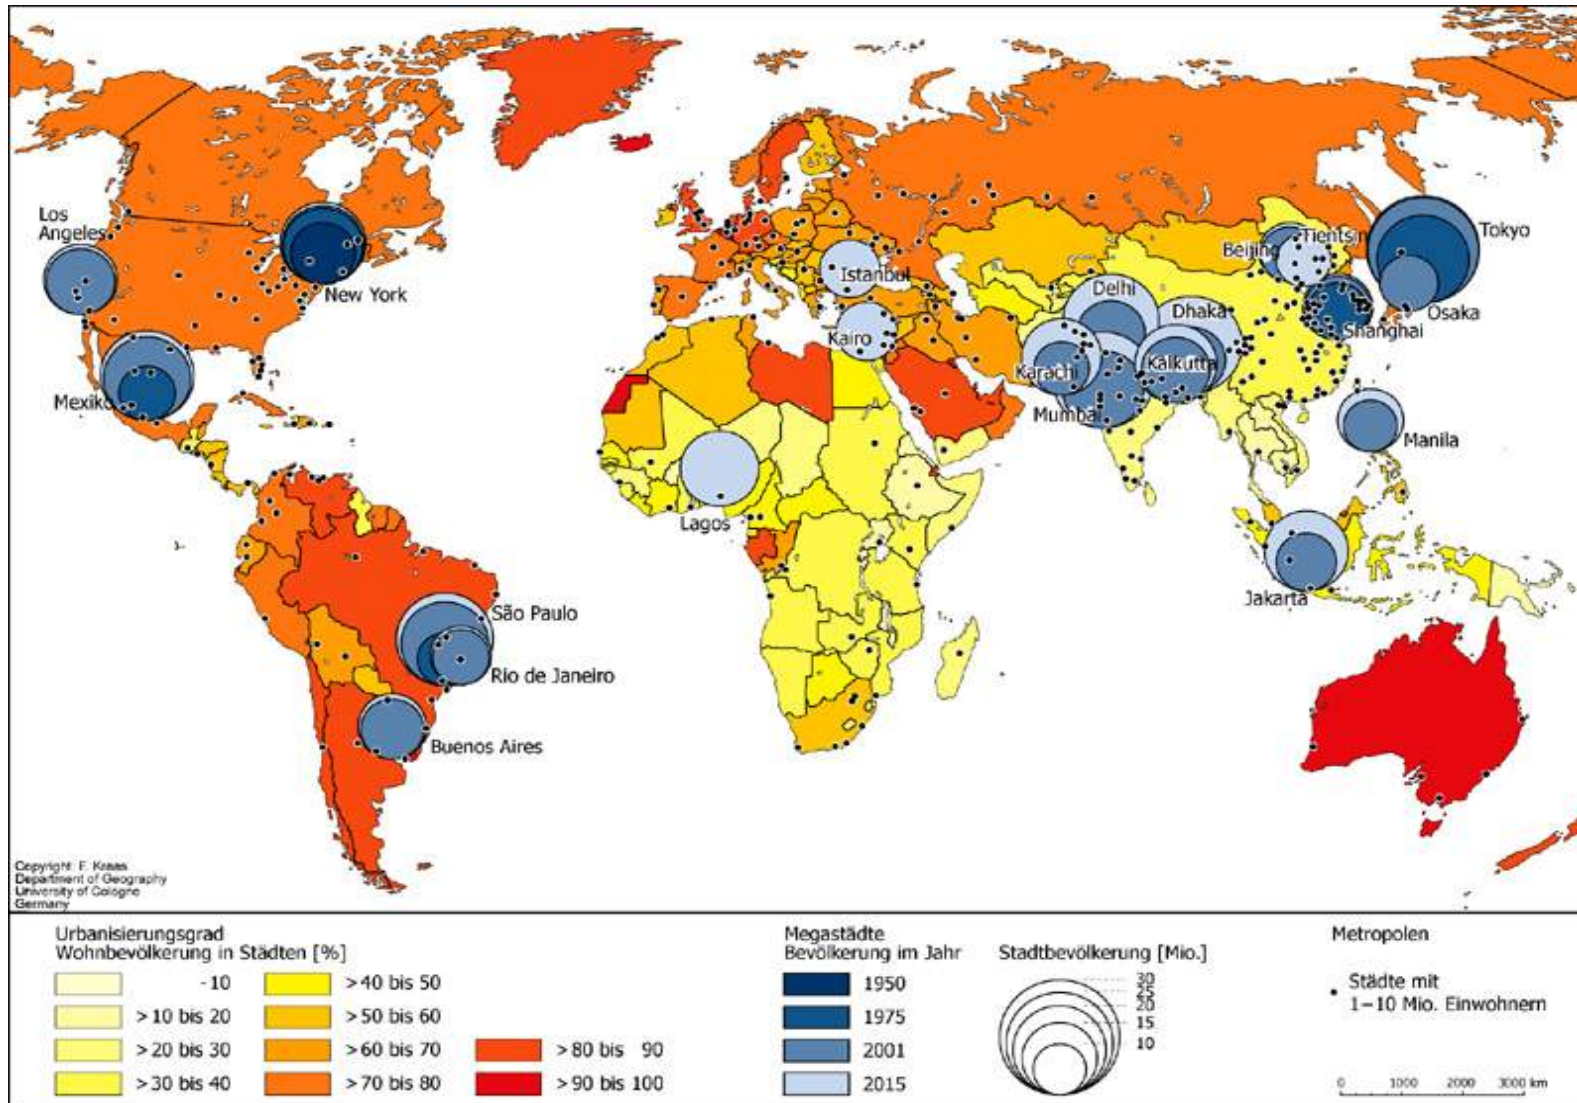 Los
Angeles
New York
Mexiko
São Paulo
Rio de Janeiro
Buenos Aires
Istanbul
Kairo
Lagos
Delhi
Dhaka
Karachi
Kalkutta
Mumbai
Beijing
Tientsin
Tokyo
Osaka
Shanghai
Manila
Jakarta
Copyright: F. Kraas
Department of Geography
University of Cologne
Germany
Urbanisierungsgrad
Wohnbevölkerung in Städten [%]
-10
>10 bis 20
>20 bis 30
>30 bis 40
>40 bis 50
>50 bis 60
>60 bis 70
>70 bis 80
>80 bis 90
>90 bis 100
Megastädte
Bevölkerung im Jahr
1950
1975
2001
2015
Stadtbevölkerung [Mio.]
30
25
20
15
10
Metropolen
Städte mit
1–10 Mio. Einwohnern
0 1000 2000 3000 km